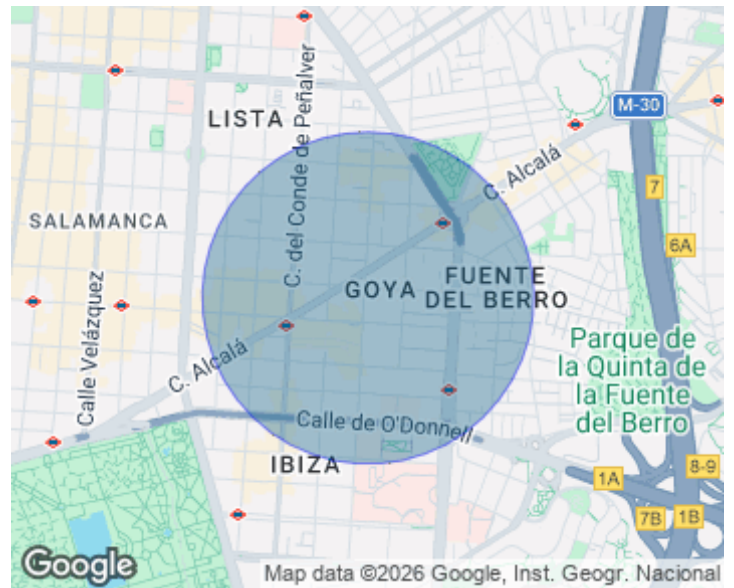 M-30
LISTA
C. del Conde de Peñalver
C. Alcalá
7
SALAMANCA
6A
GOYA
FUENTE
DEL BERRO
Calle Velázquez
C. Alcalá
Parque de
la Quinta de
la Fuente
del Berro
Calle de O'Donnell
IBIZA
1A
8-9
7B
1B
Google
Map data ©2026 Google, Inst. Geogr. Nacional